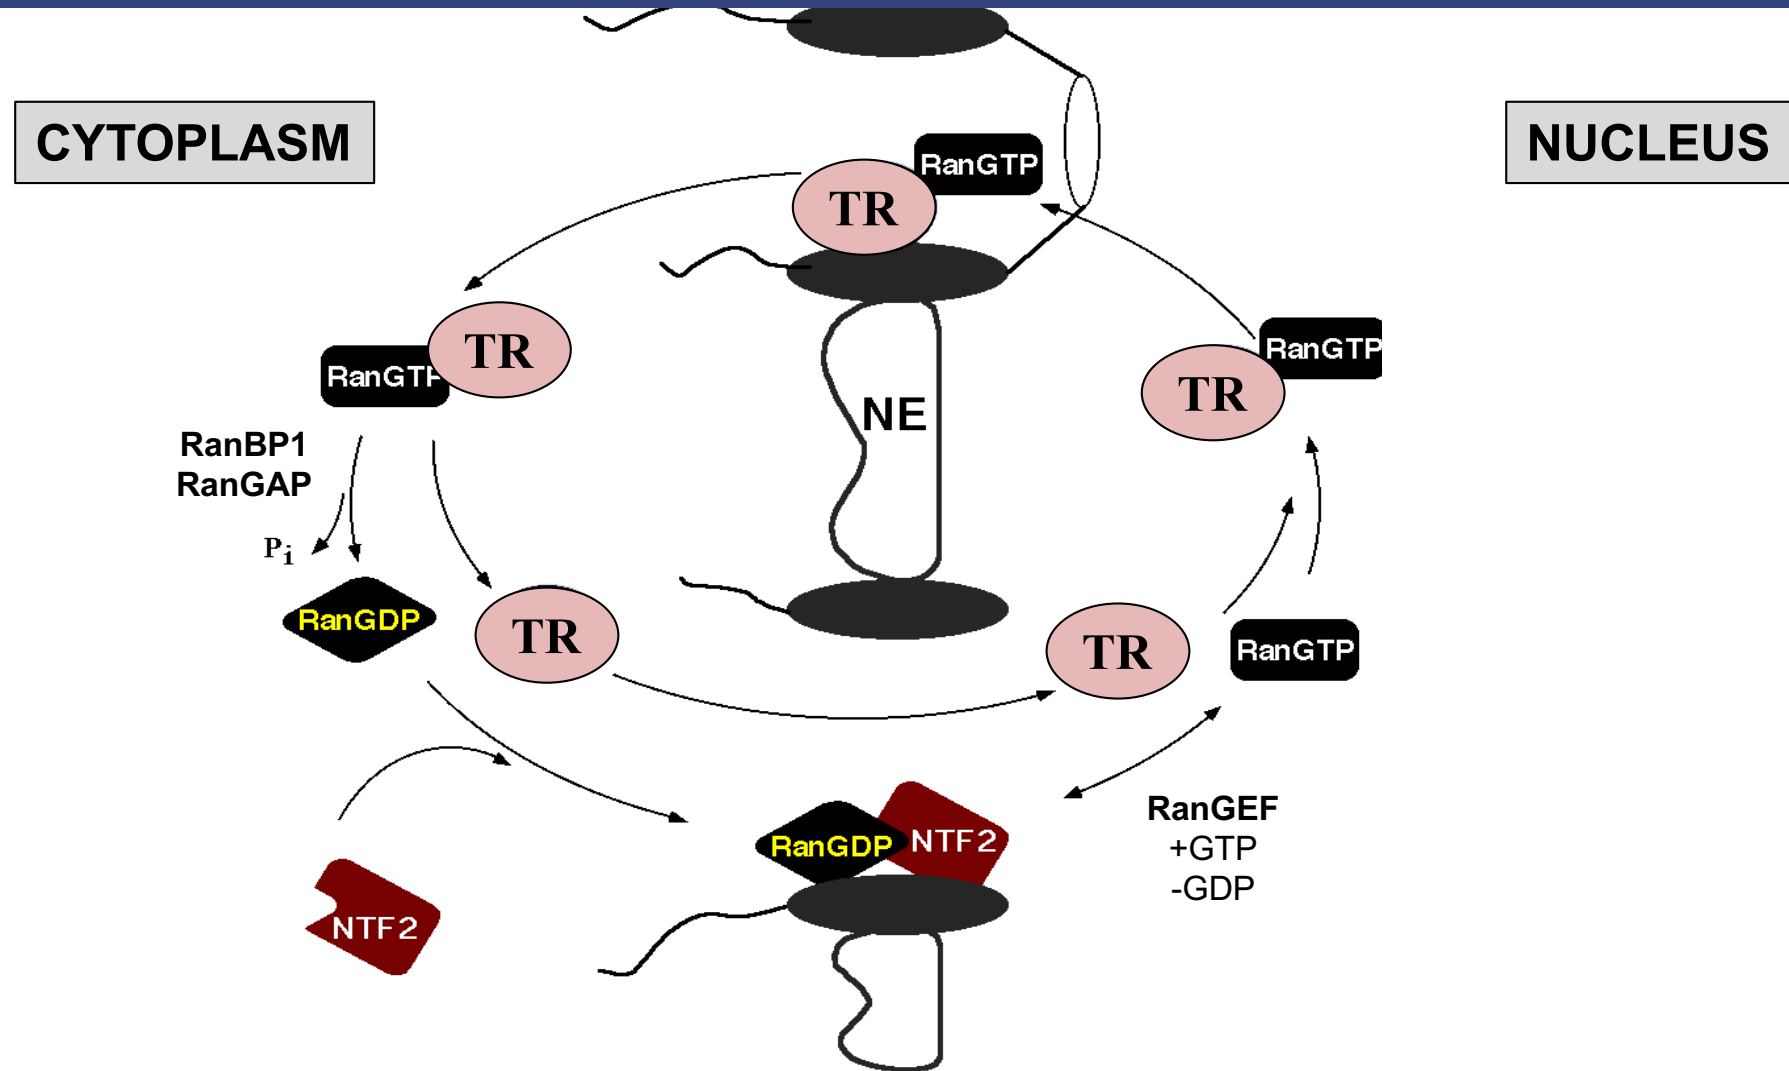 CYTOPLASM
NUCLEUS
RanGTP
TR
RanGTP
TR
RanGTP
TR
NE
RanBP1
RanGAP
Pi
RanGDP
TR
TR
RanGTP
RanGDP
NTF2
RanGEF
+GTP
-GDP
NTF2